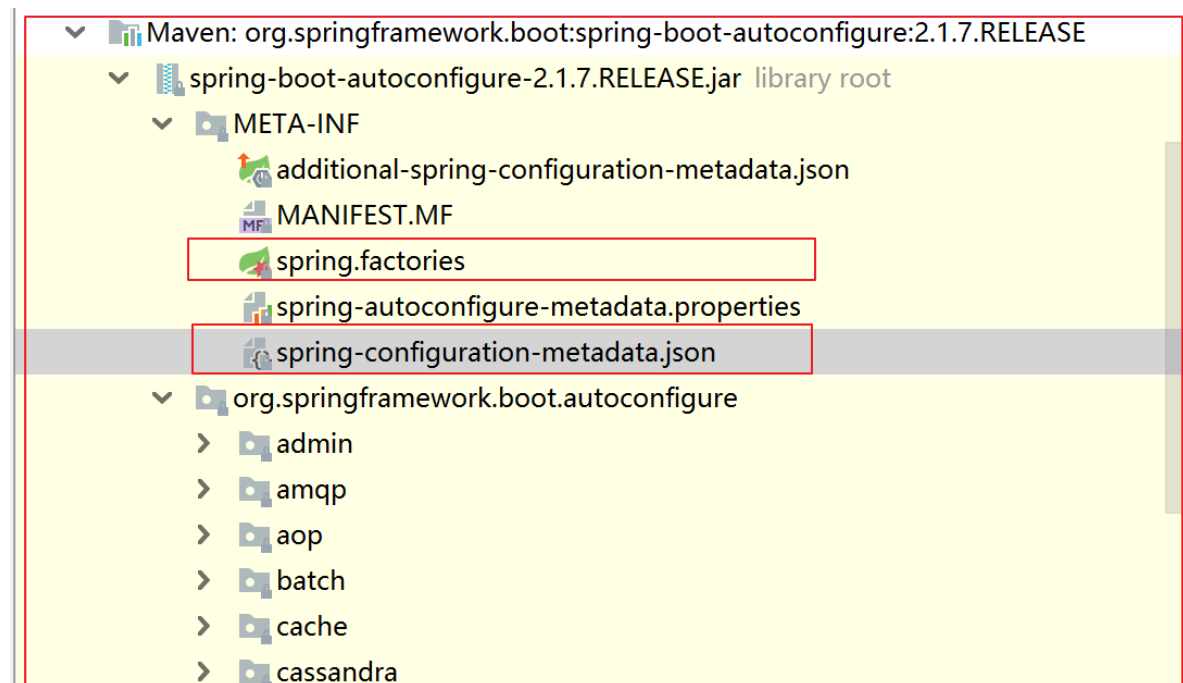 Maven: org.springframework.boot:spring-boot-autoconfigure:2.1.7.RELEASE
spring-boot-autoconfigure-2.1.7.RELEASE.jar library root
META-INF
additional-spring-configuration-metadata.json
MF MANIFEST.MF
spring.factories
spring-autoconfigure-metadata.properties
spring-configuration-metadata.json
org.springframework.boot.autoconfigure
admin
amqp
aop
batch
cache
cassandra